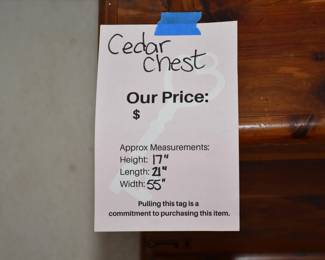 Cedar
chest
Our Price:
$
Approx Measurements:
Height: 17"
Length: 21"
Width: 55"
Pulling this tag is a
commitment to purchasing this item.